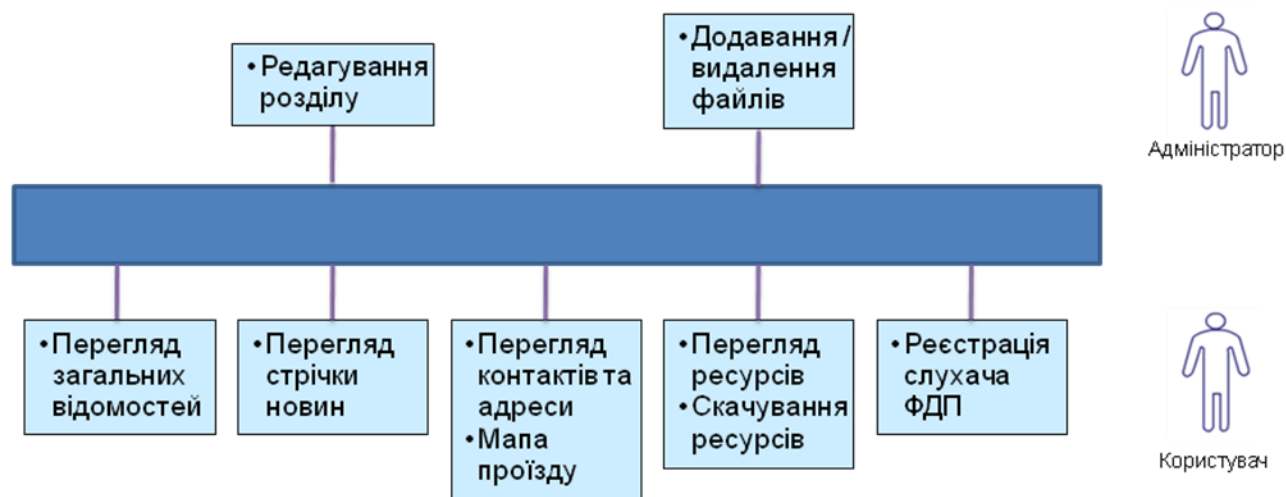 •Редагування
розділу
•Додавання /
видалення
файлів
Адміністратор
•Перегляд
загальних
відомостей
•Перегляд
стрічки
новин
•Перегляд
контактів та
адреси
•Мапа
проїзду
•Перегляд
ресурсів
•Скачування
ресурсів
•Реєстрація
слухача
ФДП
Користувач